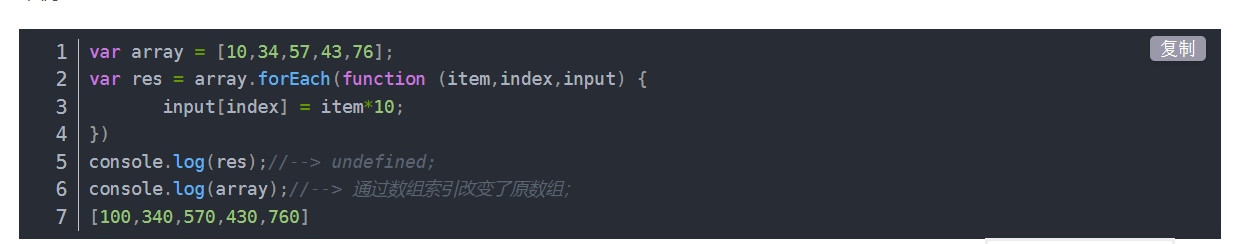 复制
1 var array = [10,34,57,43,76];
2 var res = array.forEach(function (item,index,input) {
3 input[index] = item*10;
4 })
5 console.log(res);//--> undefined;
6 console.log(array);//--> 通过数组索引改变了原数组;
7 [100,340,570,430,760]